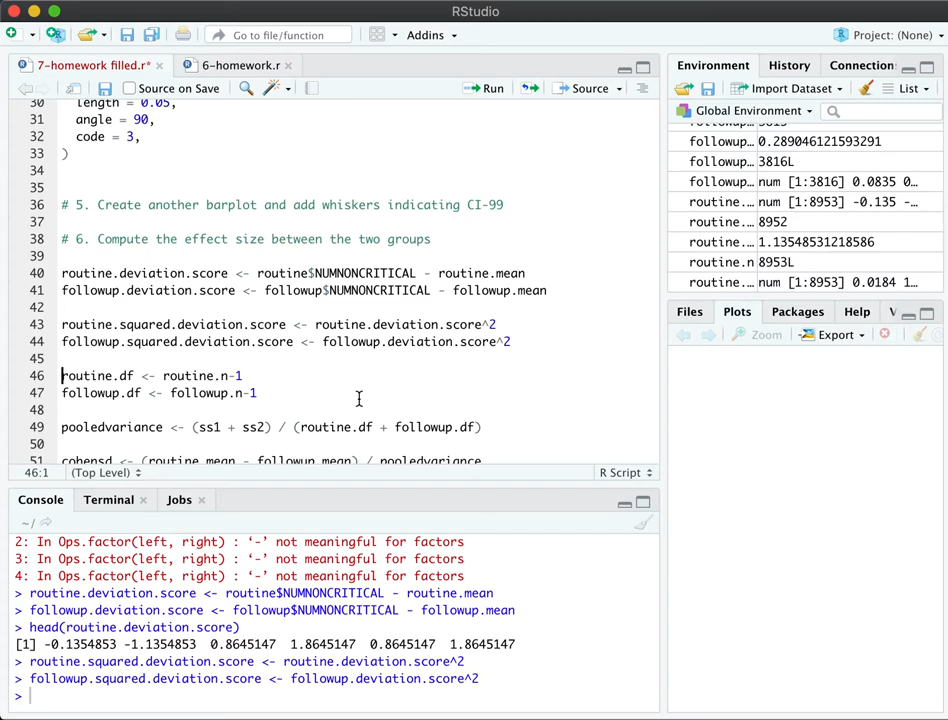 RStudio
Go to file/function
Addins
Project: (None)
7-homework filled.r*
6-homework.r
Source on Save
Run
Source
30 length = 0.05,
31 angle = 90,
32 code = 3,
33 )
34
35
36 # 5. Create another barplot and add whiskers indicating CI-99
37
38 # 6. Compute the effect size between the two groups
39
40 routine.deviation.score <- routine$NUMNONCRITICAL - routine.mean
41 followup.deviation.score <- followup$NUMNONCRITICAL - followup.mean
42
43 routine.squared.deviation.score <- routine.deviation.score^2
44 followup.squared.deviation.score <- followup.deviation.score^2
45
46 routine.df <- routine.n-1
47 followup.df <- followup.n-1
48
49 pooledvariance <- (ss1 + ss2) / (routine.df + followup.df)
50
51 cohensd <- (routine.mean - followup.mean) / pooledvariance
46:1 (Top Level) R Script
Console Terminal Jobs
~/
2: In Ops.factor(left, right) : ‘-’ not meaningful for factors
3: In Ops.factor(left, right) : ‘-’ not meaningful for factors
4: In Ops.factor(left, right) : ‘-’ not meaningful for factors
> routine.deviation.score <- routine$NUMNONCRITICAL - routine.mean
> followup.deviation.score <- followup$NUMNONCRITICAL - followup.mean
> head(routine.deviation.score)
[1] -0.1354853 -1.1354853 0.8645147 1.8645147 0.8645147 1.8645147
> routine.squared.deviation.score <- routine.deviation.score^2
> followup.squared.deviation.score <- followup.deviation.score^2
>
Environment History Connection
Import Dataset List
Global Environment
followup… 0.289046121593291
followup… 3816L
followup… num [1:3816] 0.0835 0…
routine.… num [1:8953] -0.135 -…
routine.… 8952
routine.… 1.13548531218586
routine.n 8953L
routine.… num [1:8953] 0.0184 1…
Files Plots Packages Help V
Zoom Export